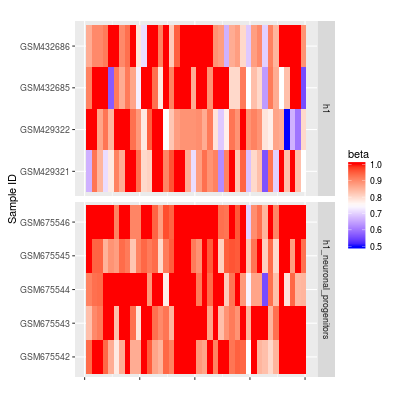 GSM432686
GSM432685
GSM429322
GSM429321
h1
GSM675546
GSM675545
GSM675544
GSM675543
GSM675542
h1_neuronal_progenitors
Sample ID
beta
1.0
0.9
0.8
0.7
0.6
0.5